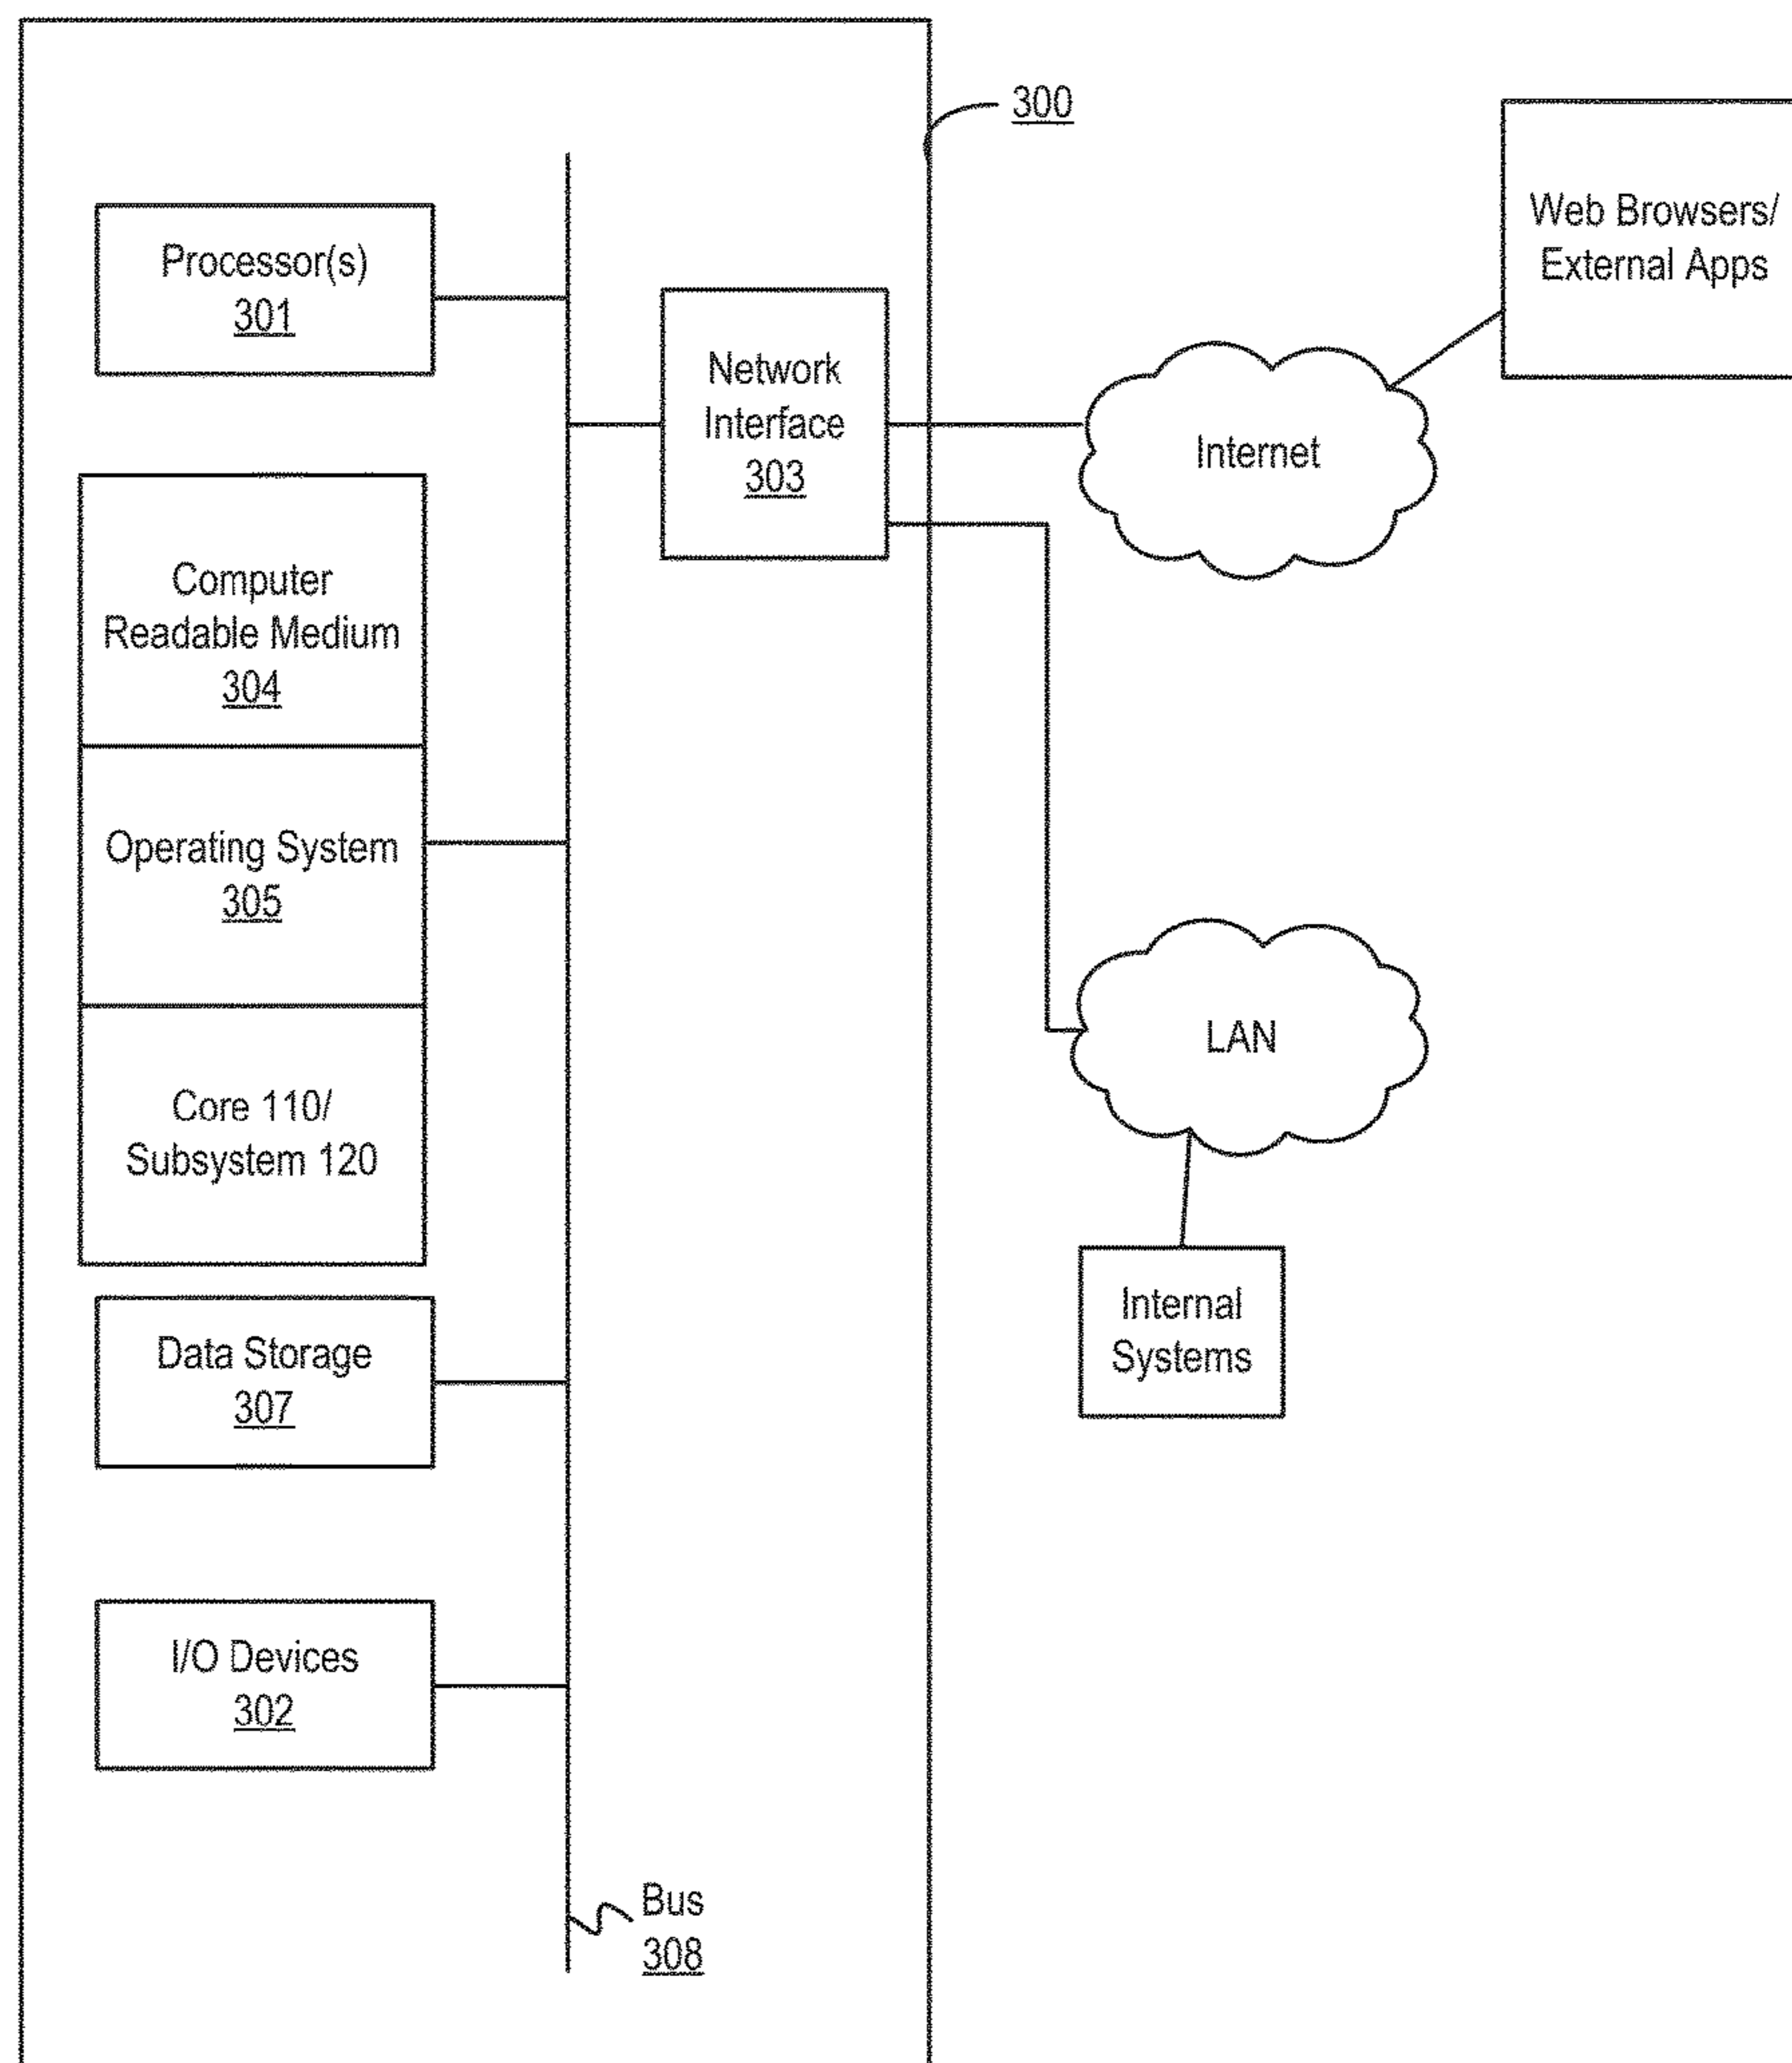 300
Web Browsers/
External Apps
Processor(s)
301
Network
Interface
303
Internet
Computer
Readable Medium
304
Operating System
305
LAN
Core 110/
Subsystem 120
Internal
Systems
Data Storage
307
I/O Devices
302
Bus
308